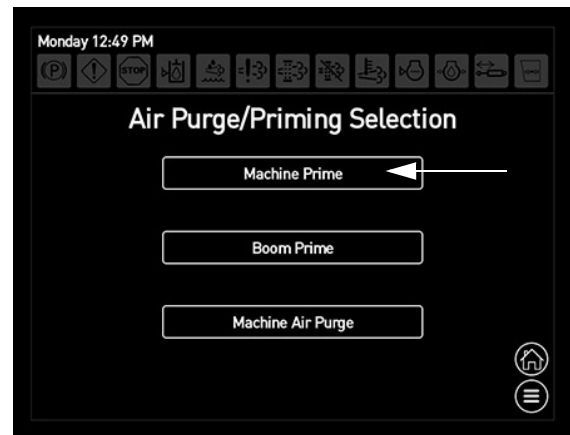 Monday 12:49 PM
(P) STOP
Air Purge/Priming Selection
Machine Prime
Boom Prime
Machine Air Purge